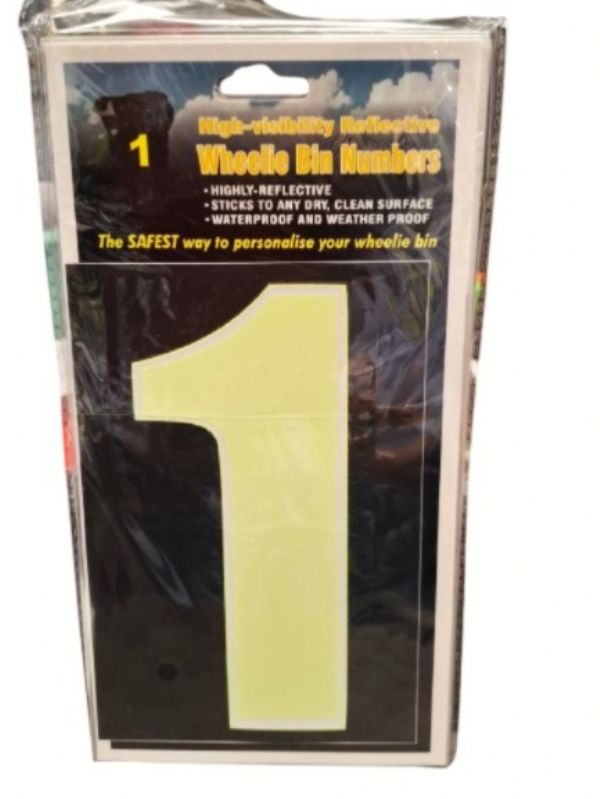 High-visibility Reflective
1
Wheelie Bin Numbers
• HIGHLY-REFLECTIVE
• STICKS TO ANY DRY, CLEAN SURFACE
• WATERPROOF AND WEATHER PROOF
The SAFEST way to personalise your wheelie bin
1